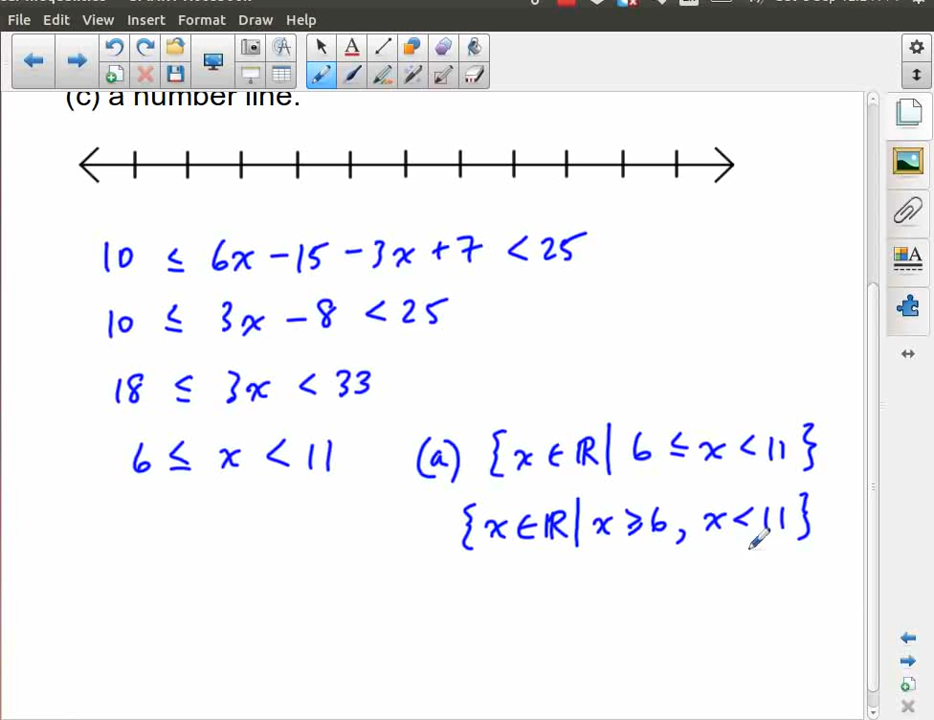 File Edit View Insert Format Draw Help
(c) a number line.
10 ≤ 6x - 15 - 3x + 7 < 25
10 ≤ 3x - 8 < 25
18 ≤ 3x < 33
6 ≤ x < 11 (a) {x ∈ ℝ | 6 ≤ x < 11}
{x ∈ ℝ | x ≥ 6, x < 11}